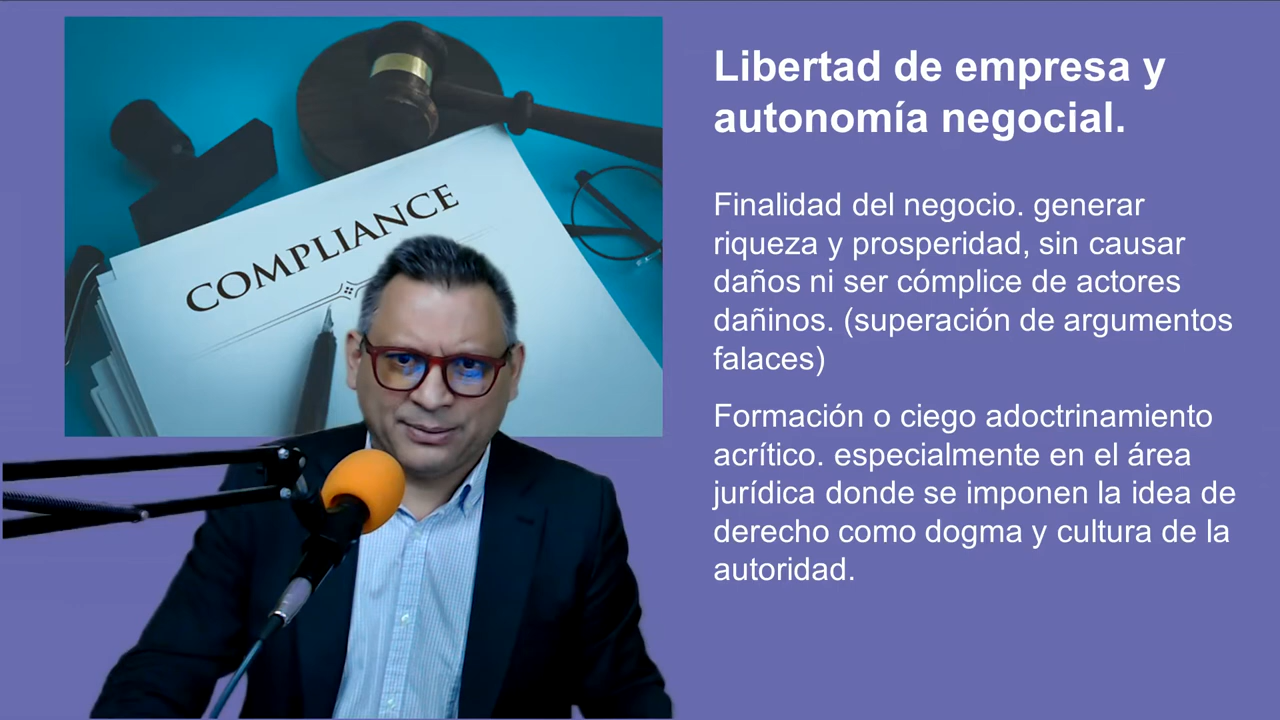 COMPLIANCE
Libertad de empresa y
autonomía negocial.
Finalidad del negocio. generar
riqueza y prosperidad, sin causar
daños ni ser cómplice de actores
dañinos. (superación de argumentos
falaces)
Formación o ciego adoctrinamiento
acrítico. especialmente en el área
jurídica donde se imponen la idea de
derecho como dogma y cultura de la
autoridad.